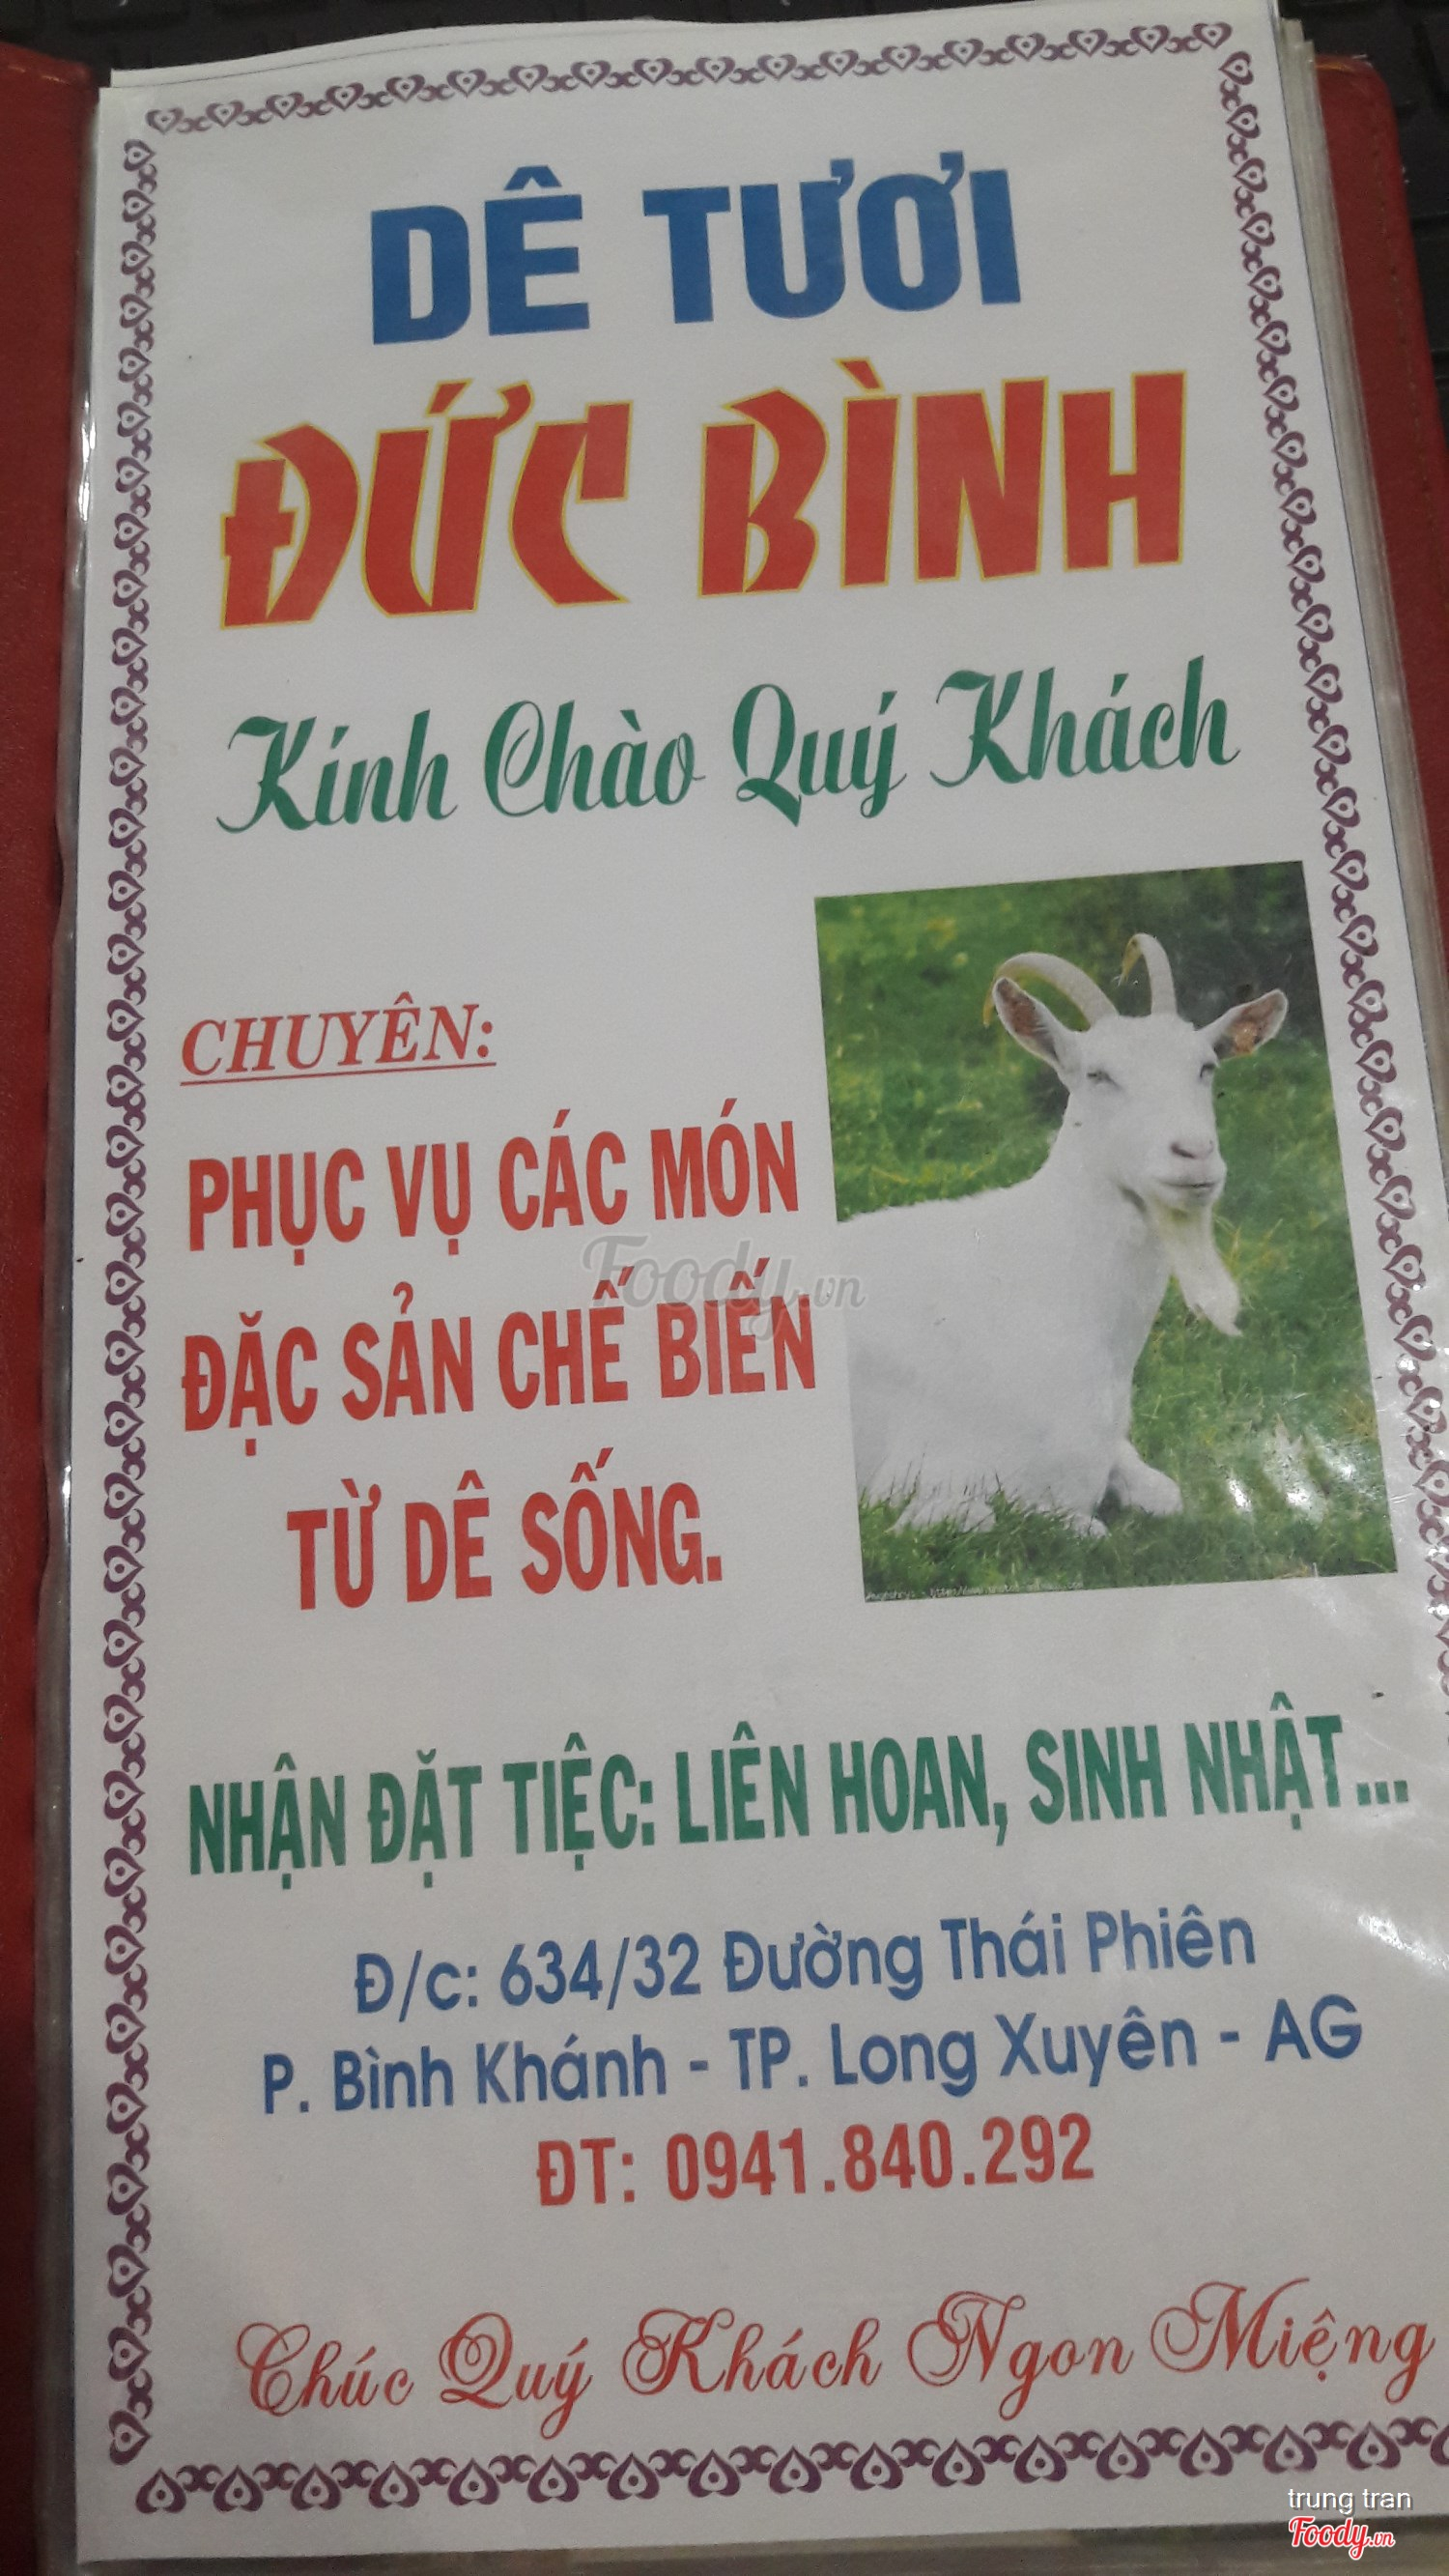 DÊ TƯƠI
ĐỨC BÌNH
Kính Chào Quý Khách
CHUYÊN:
PHỤC VỤ CÁC MÓN
ĐẶC SẢN CHẾ BIẾN
TỪ DÊ SỐNG.
Foody.vn
NHẬN ĐẶT TIỆC: LIÊN HOAN, SINH NHẬT...
Đ/c: 634/32 Đường Thái Phiên
P. Bình Khánh - TP. Long Xuyên - AG
ĐT: 0941.840.292
Chúc Quý Khách Ngon Miệng
trung tran
Foody.vn